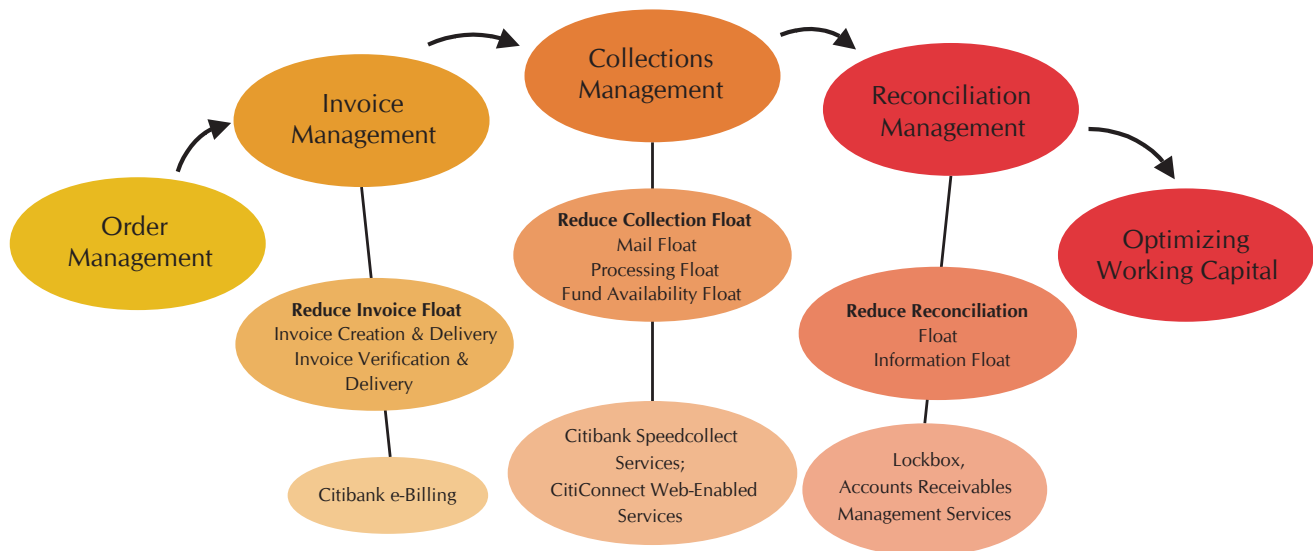 Order
Management
Invoice
Management
Collections
Management
Reconciliation
Management
Optimizing
Working Capital
Reduce Invoice Float
Invoice Creation & Delivery
Invoice Verification &
Delivery
Reduce Collection Float
Mail Float
Processing Float
Fund Availability Float
Reduce Reconciliation
Float
Information Float
Citibank e-Billing
Citibank Speedcollect
Services;
CitiConnect Web-Enabled
Services
Lockbox,
Accounts Receivables
Management Services